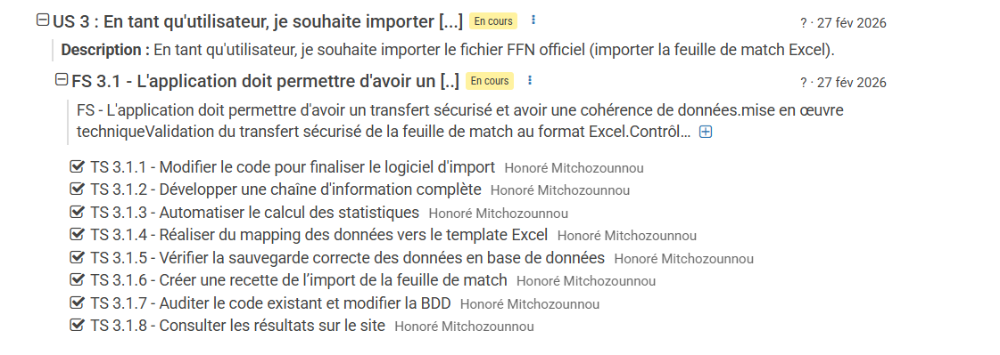 US 3 : En tant qu'utilisateur, je souhaite importer [...] En cours ? · 27 fév 2026
Description : En tant qu'utilisateur, je souhaite importer le fichier FFN officiel (importer la feuille de match Excel).
FS 3.1 - L'application doit permettre d'avoir un [..] En cours ? · 27 fév 2026
FS - L'application doit permettre d'avoir un transfert sécurisé et avoir une cohérence de données.mise en œuvre
techniqueValidation du transfert sécurisé de la feuille de match au format Excel.Contrôl...
TS 3.1.1 - Modifier le code pour finaliser le logiciel d'import Honoré Mitchozounnou
TS 3.1.2 - Développer une chaîne d'information complète Honoré Mitchozounnou
TS 3.1.3 - Automatiser le calcul des statistiques Honoré Mitchozounnou
TS 3.1.4 - Réaliser du mapping des données vers le template Excel Honoré Mitchozounnou
TS 3.1.5 - Vérifier la sauvegarde correcte des données en base de données Honoré Mitchozounnou
TS 3.1.6 - Créer une recette de l’import de la feuille de match Honoré Mitchozounnou
TS 3.1.7 - Auditer le code existant et modifier la BDD Honoré Mitchozounnou
TS 3.1.8 - Consulter les résultats sur le site Honoré Mitchozounnou